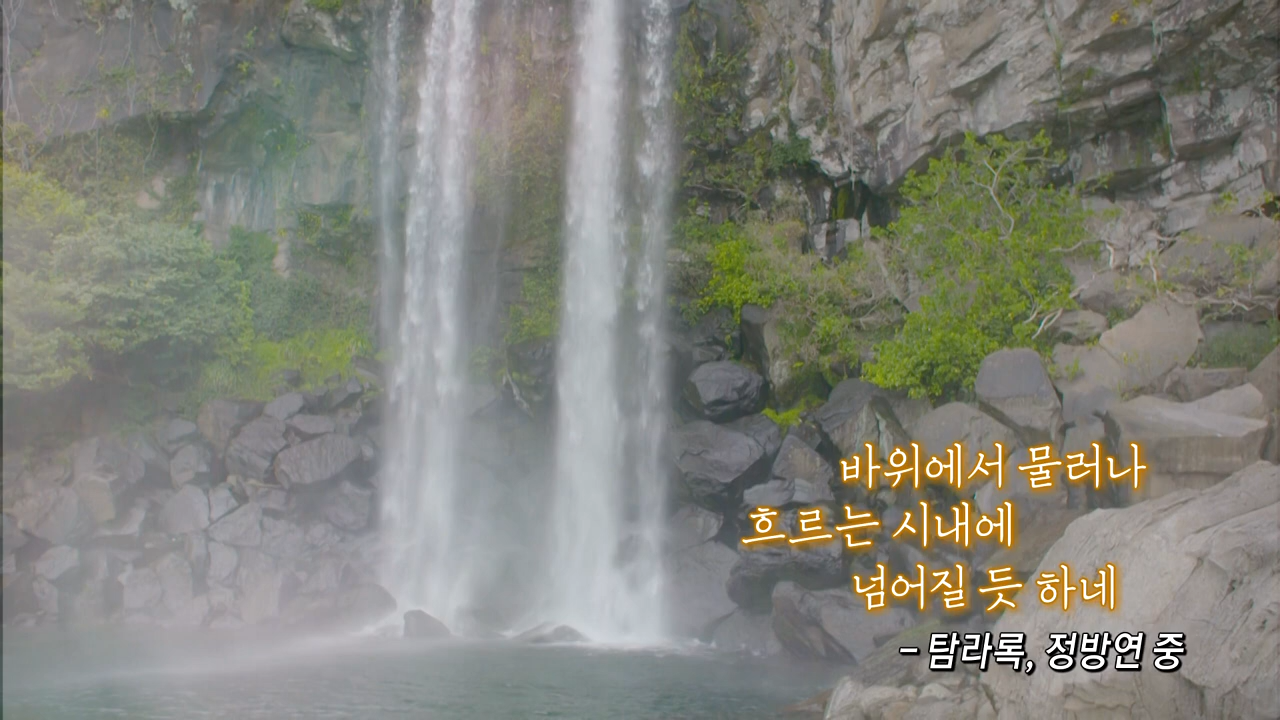 바위에서 물러나
흐르는 시내에
넘어질 듯 하네
- 탐라록, 정방연 중